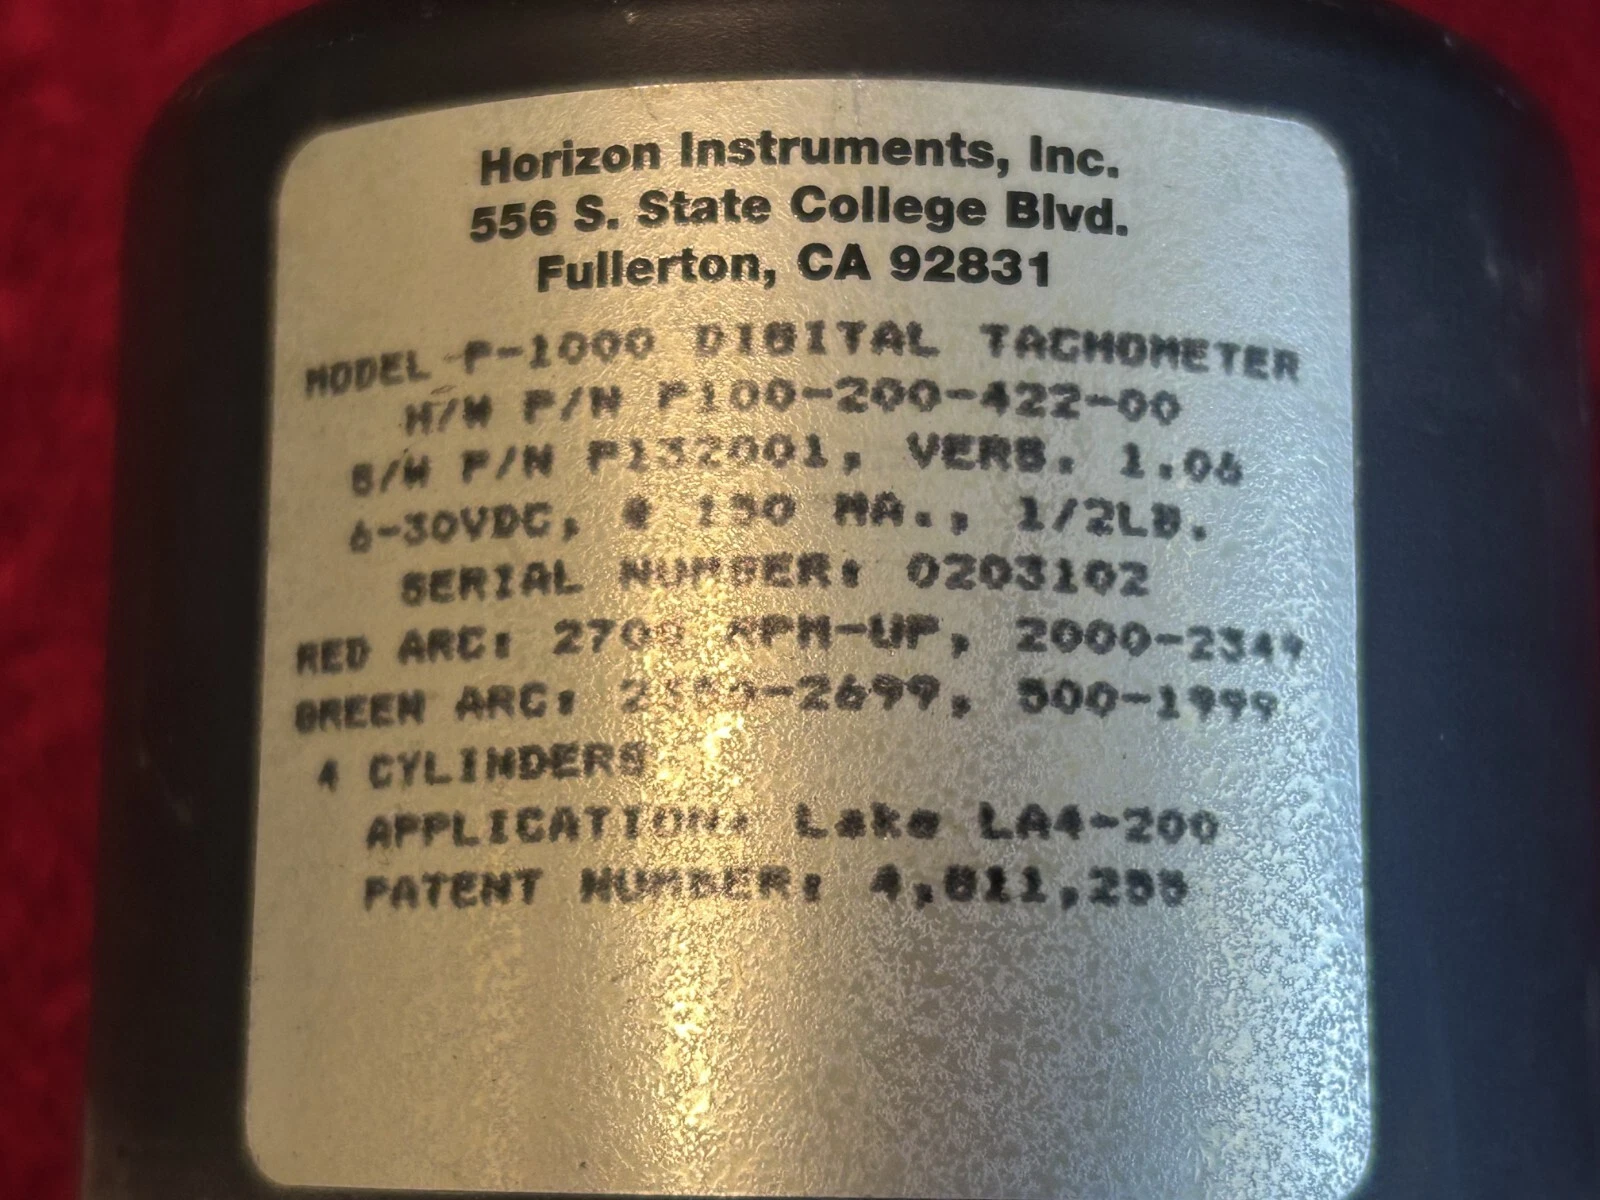 Horizon Instruments, Inc.
556 S. State College Blvd.
Fullerton, CA 92831
MODEL P-1000 DIGITAL TACHOMETER
H/W P/N P100-200-422-00
S/W P/N P132001, VERS. 1.06
6-30VDC, @ 150 MA., 1/2LB.
SERIAL NUMBER: 0203102
RED ARC: 2700 RPM-UP, 2000-2349
GREEN ARC: 2350-2699, 500-1999
4 CYLINDERS
APPLICATION: Lake LA4-200
PATENT NUMBER: 4,811,255